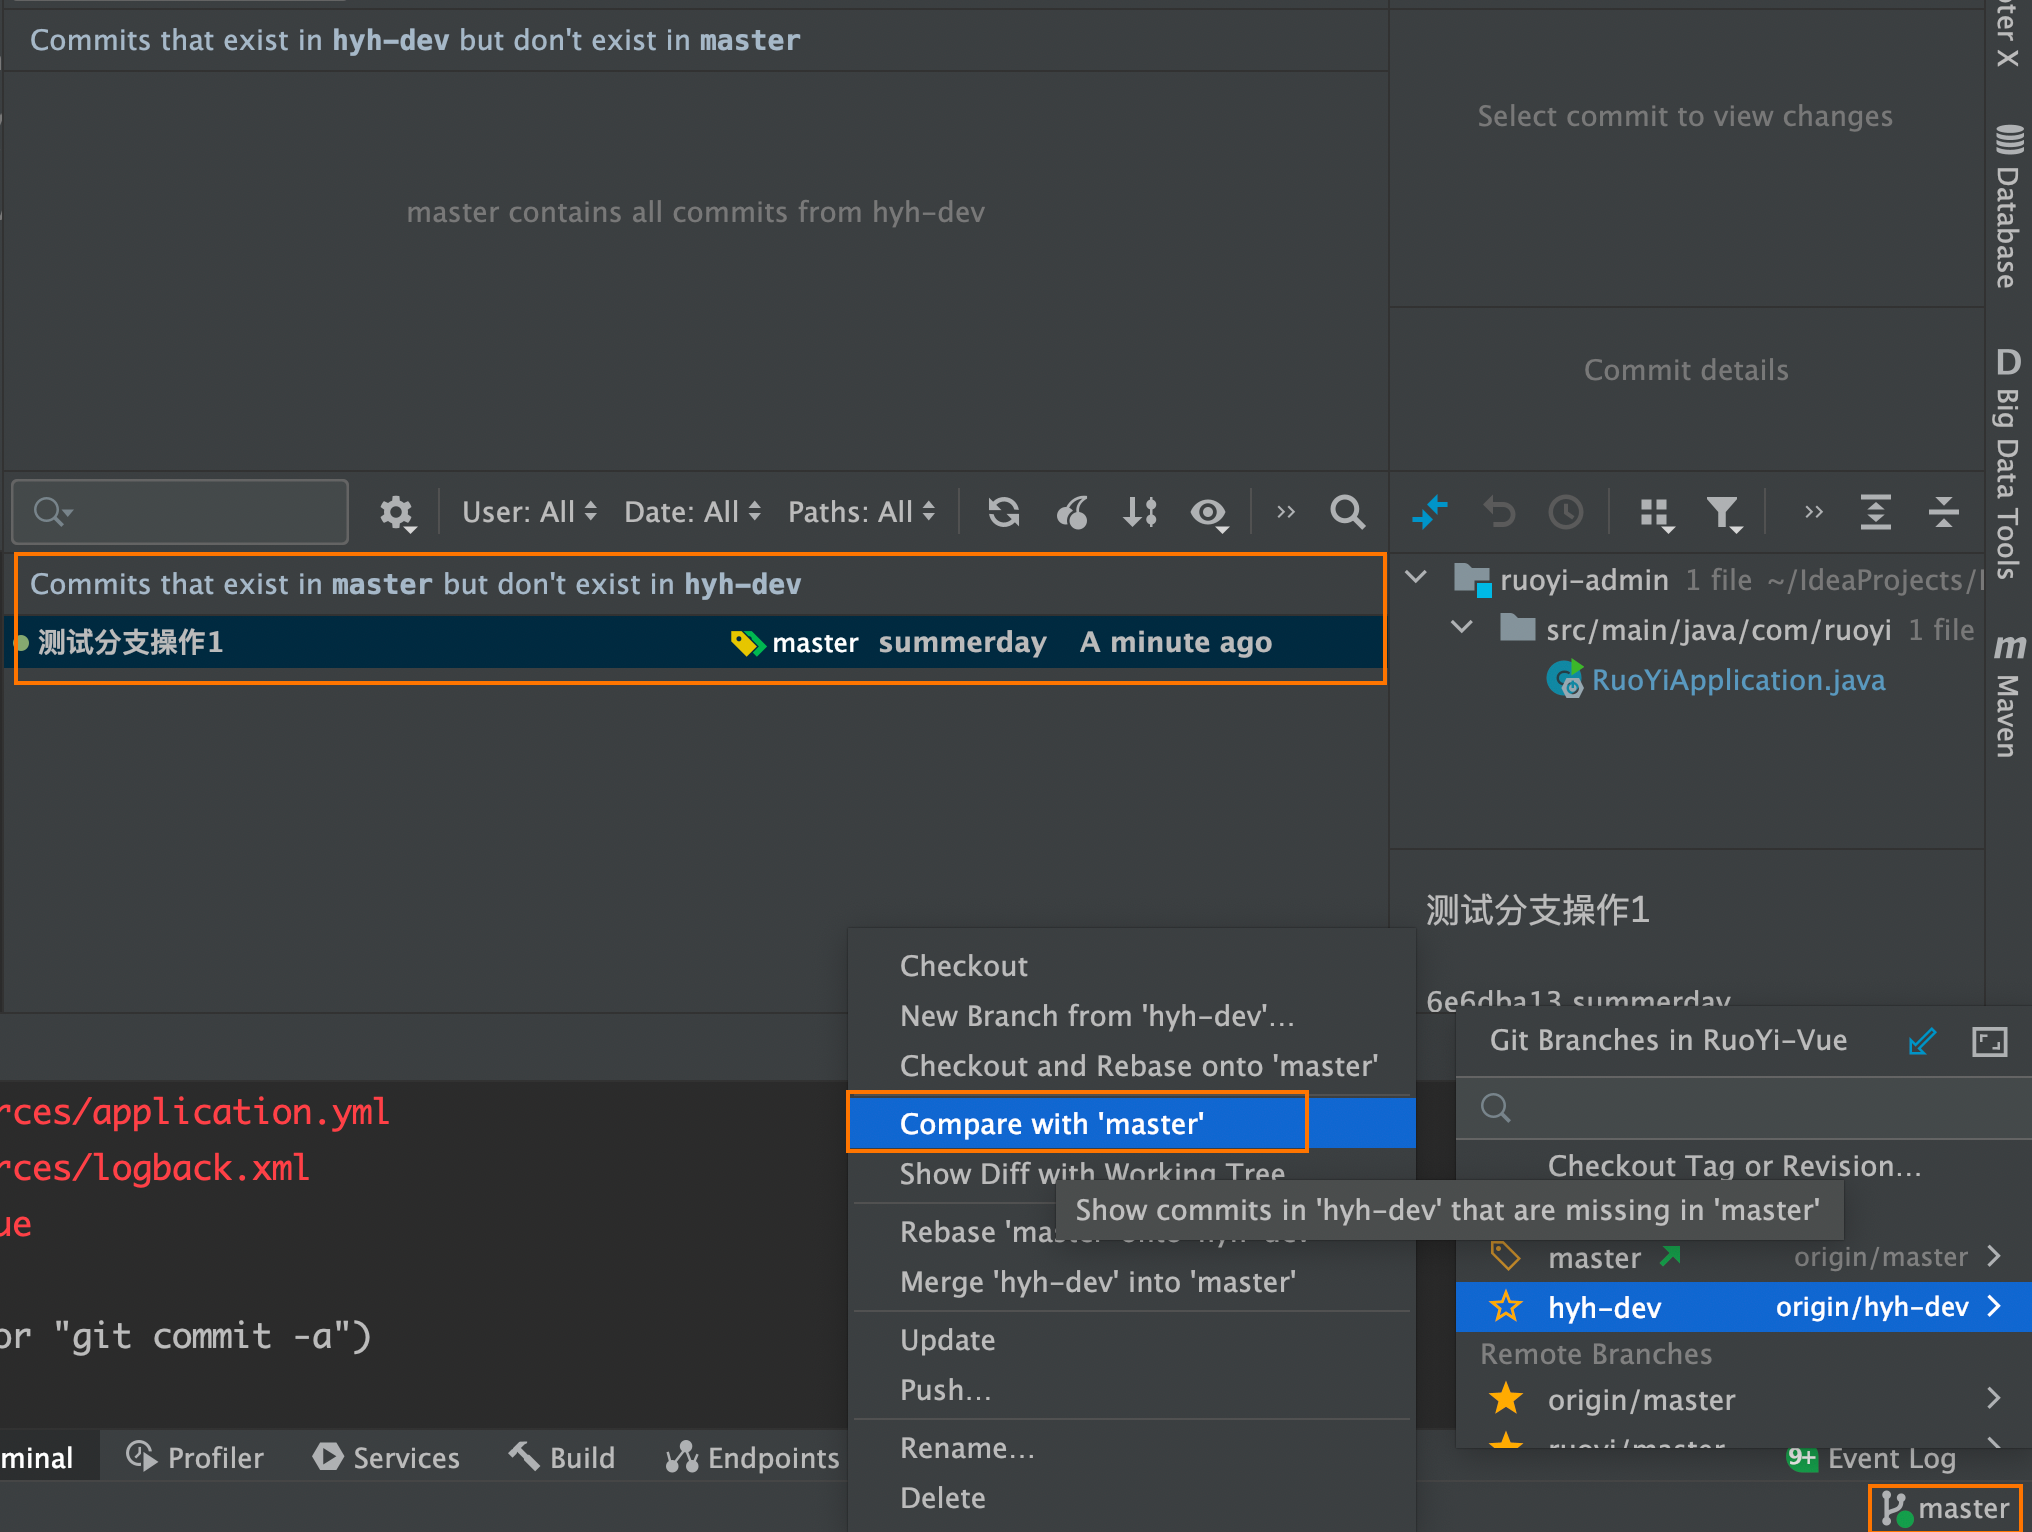 Commits that exist in hyh-dev but don't exist in master
master contains all commits from hyh-dev
Select commit to view changes
Commit details
User: All Date: All Paths: All
Commits that exist in master but don't exist in hyh-dev
测试分支操作1 master summerday A minute ago
ruoyi-admin 1 file ~/IdeaProjects/
src/main/java/com/ruoyi 1 file
RuoYiApplication.java
测试分支操作1
6e6dba13 summerday
Checkout
New Branch from 'hyh-dev'...
Checkout and Rebase onto 'master'
Compare with 'master'
Show Diff with Working Tree
Show commits in 'hyh-dev' that are missing in 'master'
Rebase 'master' onto 'hyh-dev'
Merge 'hyh-dev' into 'master'
Update
Push...
Rename...
Delete
Git Branches in RuoYi-Vue
Checkout Tag or Revision...
master origin/master
hyh-dev origin/hyh-dev
Remote Branches
origin/master
ruoyi/master
rces/application.yml
rces/logback.xml
ue
or "git commit -a")
minal Profiler Services Build Endpoints
9+ Event Log
master
pter X
Database
D Big Data Tools
m Maven